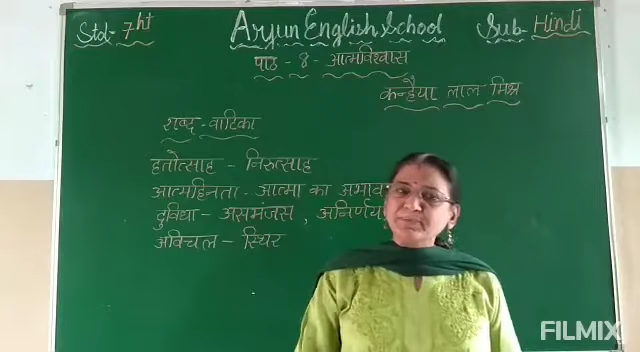 Std- 7ht Arjun English School Sub- Hindi
पाठ - 8 - आत्मविश्वास
कन्हैया लाल मिश्र
शब्द - वाटिका
हतोत्साह - निरुत्साह
आत्महिनता - आत्मा का अभाव
दुविधा - असमंजस , अनिर्णय
अविचल - स्थिर
FILMIX